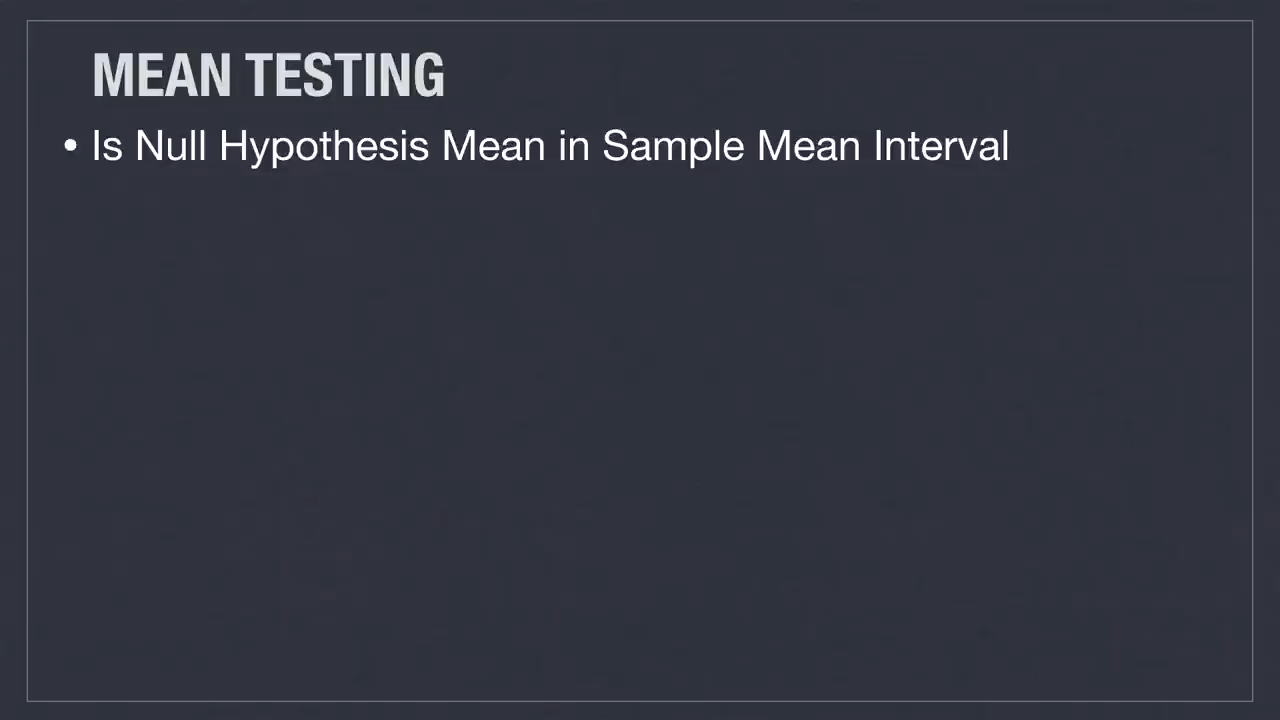 MEAN TESTING
• Is Null Hypothesis Mean in Sample Mean Interval